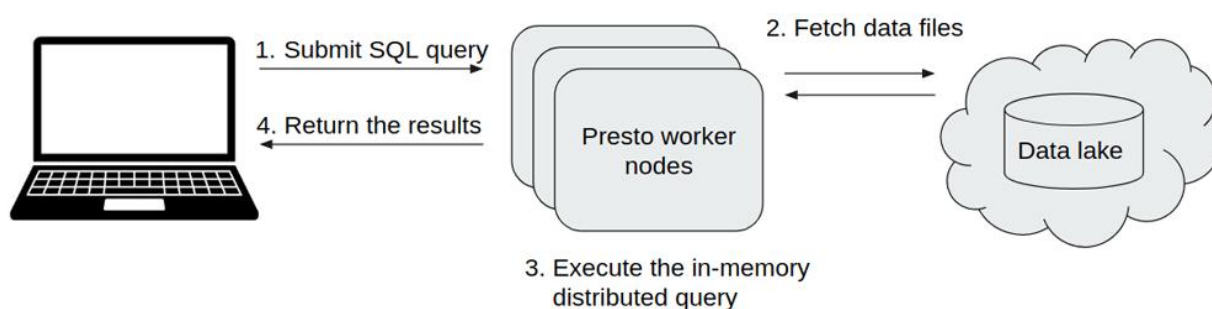 1. Submit SQL query
2. Fetch data files
4. Return the results
Presto worker
nodes
Data lake
3. Execute the in-memory
distributed query